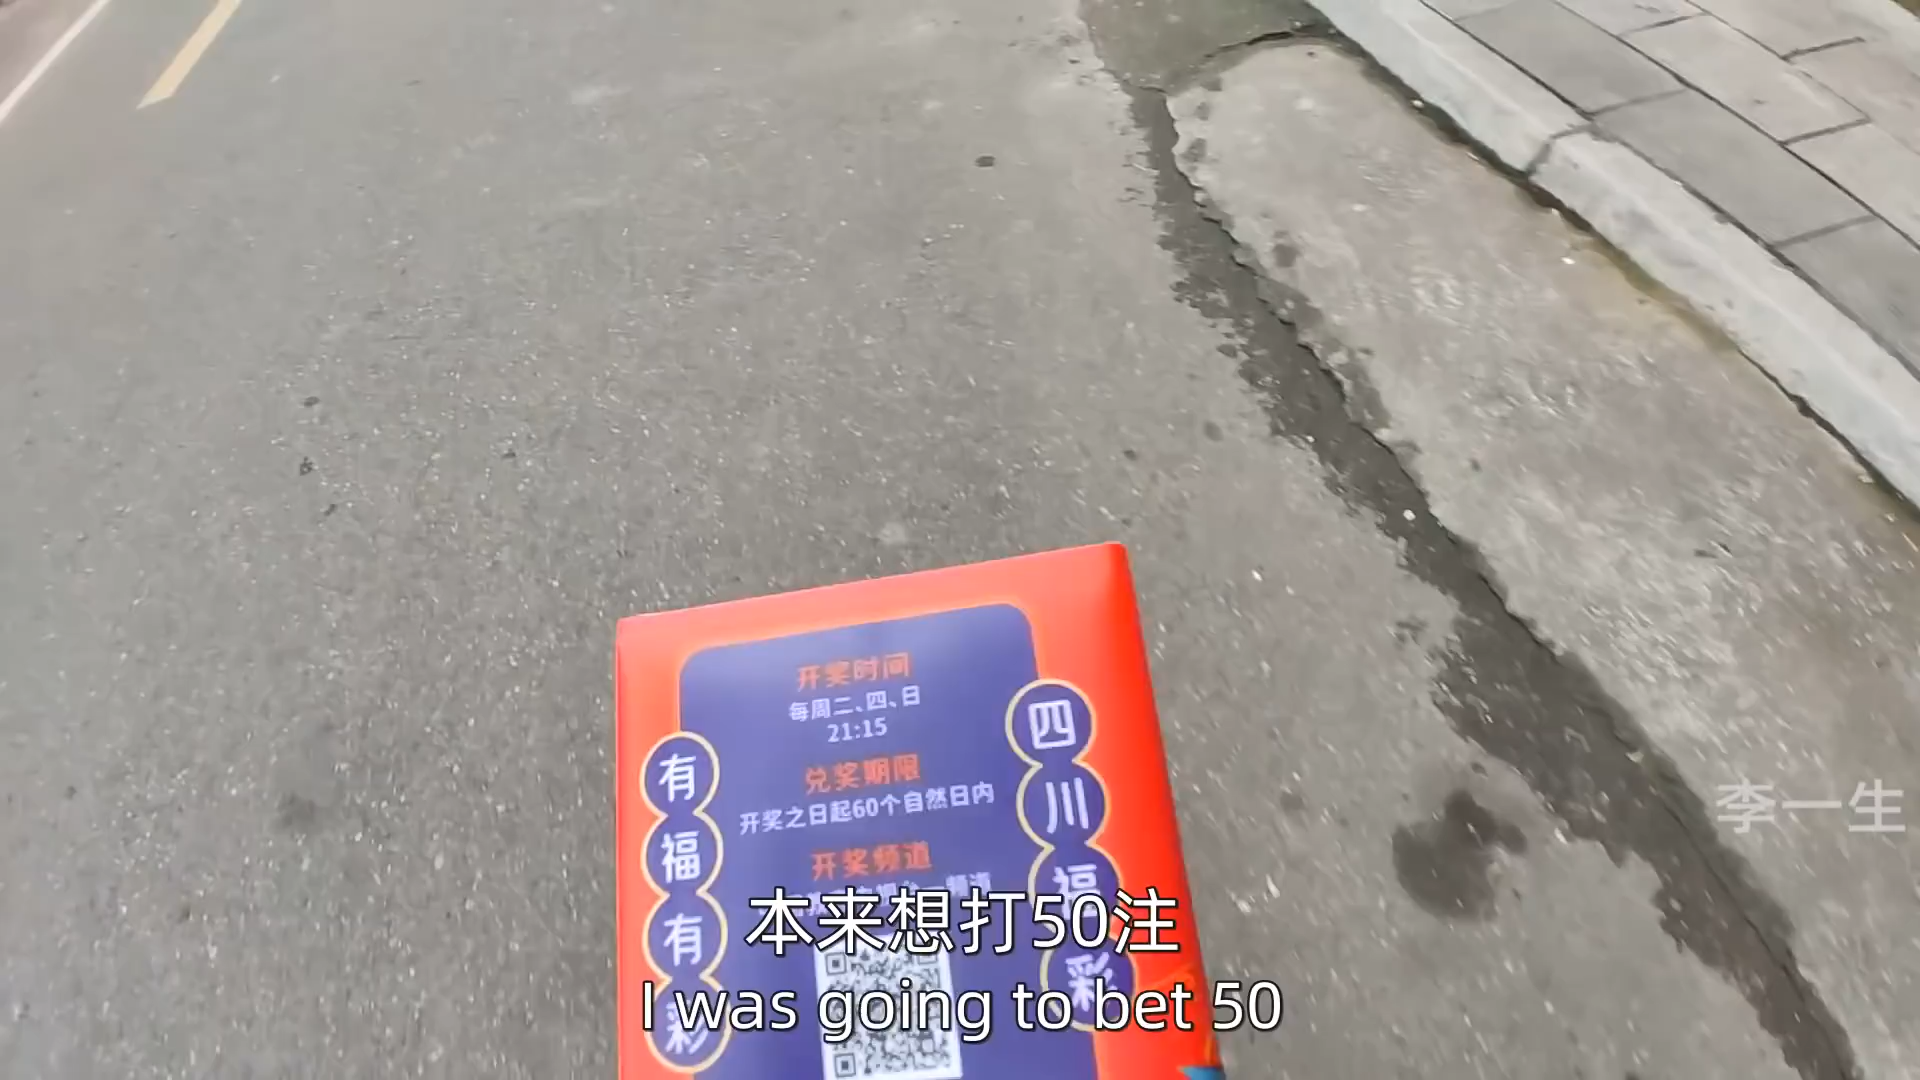 开奖时间
每周二、四、日
21:15
兑奖期限
开奖之日起60个自然日内
开奖频道
有福有彩
四川福彩
李一生
本来想打50注
I was going to bet 50